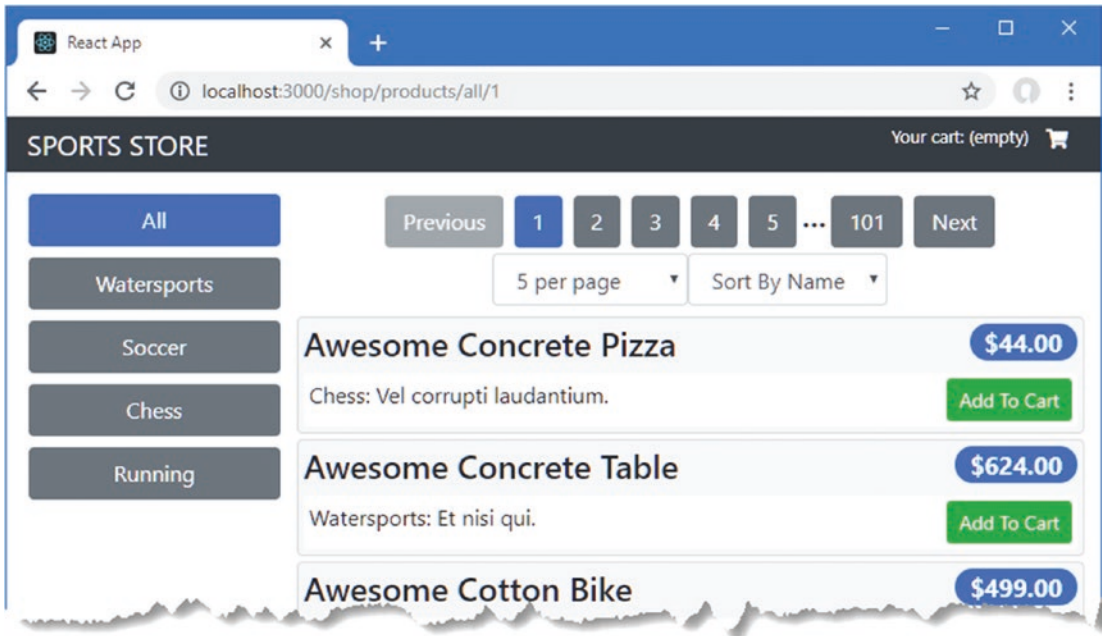 React App
localhost:3000/shop/products/all/1
SPORTS STORE
Your cart: (empty)
All
Watersports
Soccer
Chess
Running
Previous 1 2 3 4 5 ... 101 Next
5 per page Sort By Name
Awesome Concrete Pizza $44.00
Chess: Vel corrupti laudantium. Add To Cart
Awesome Concrete Table $624.00
Watersports: Et nisi qui. Add To Cart
Awesome Cotton Bike $499.00